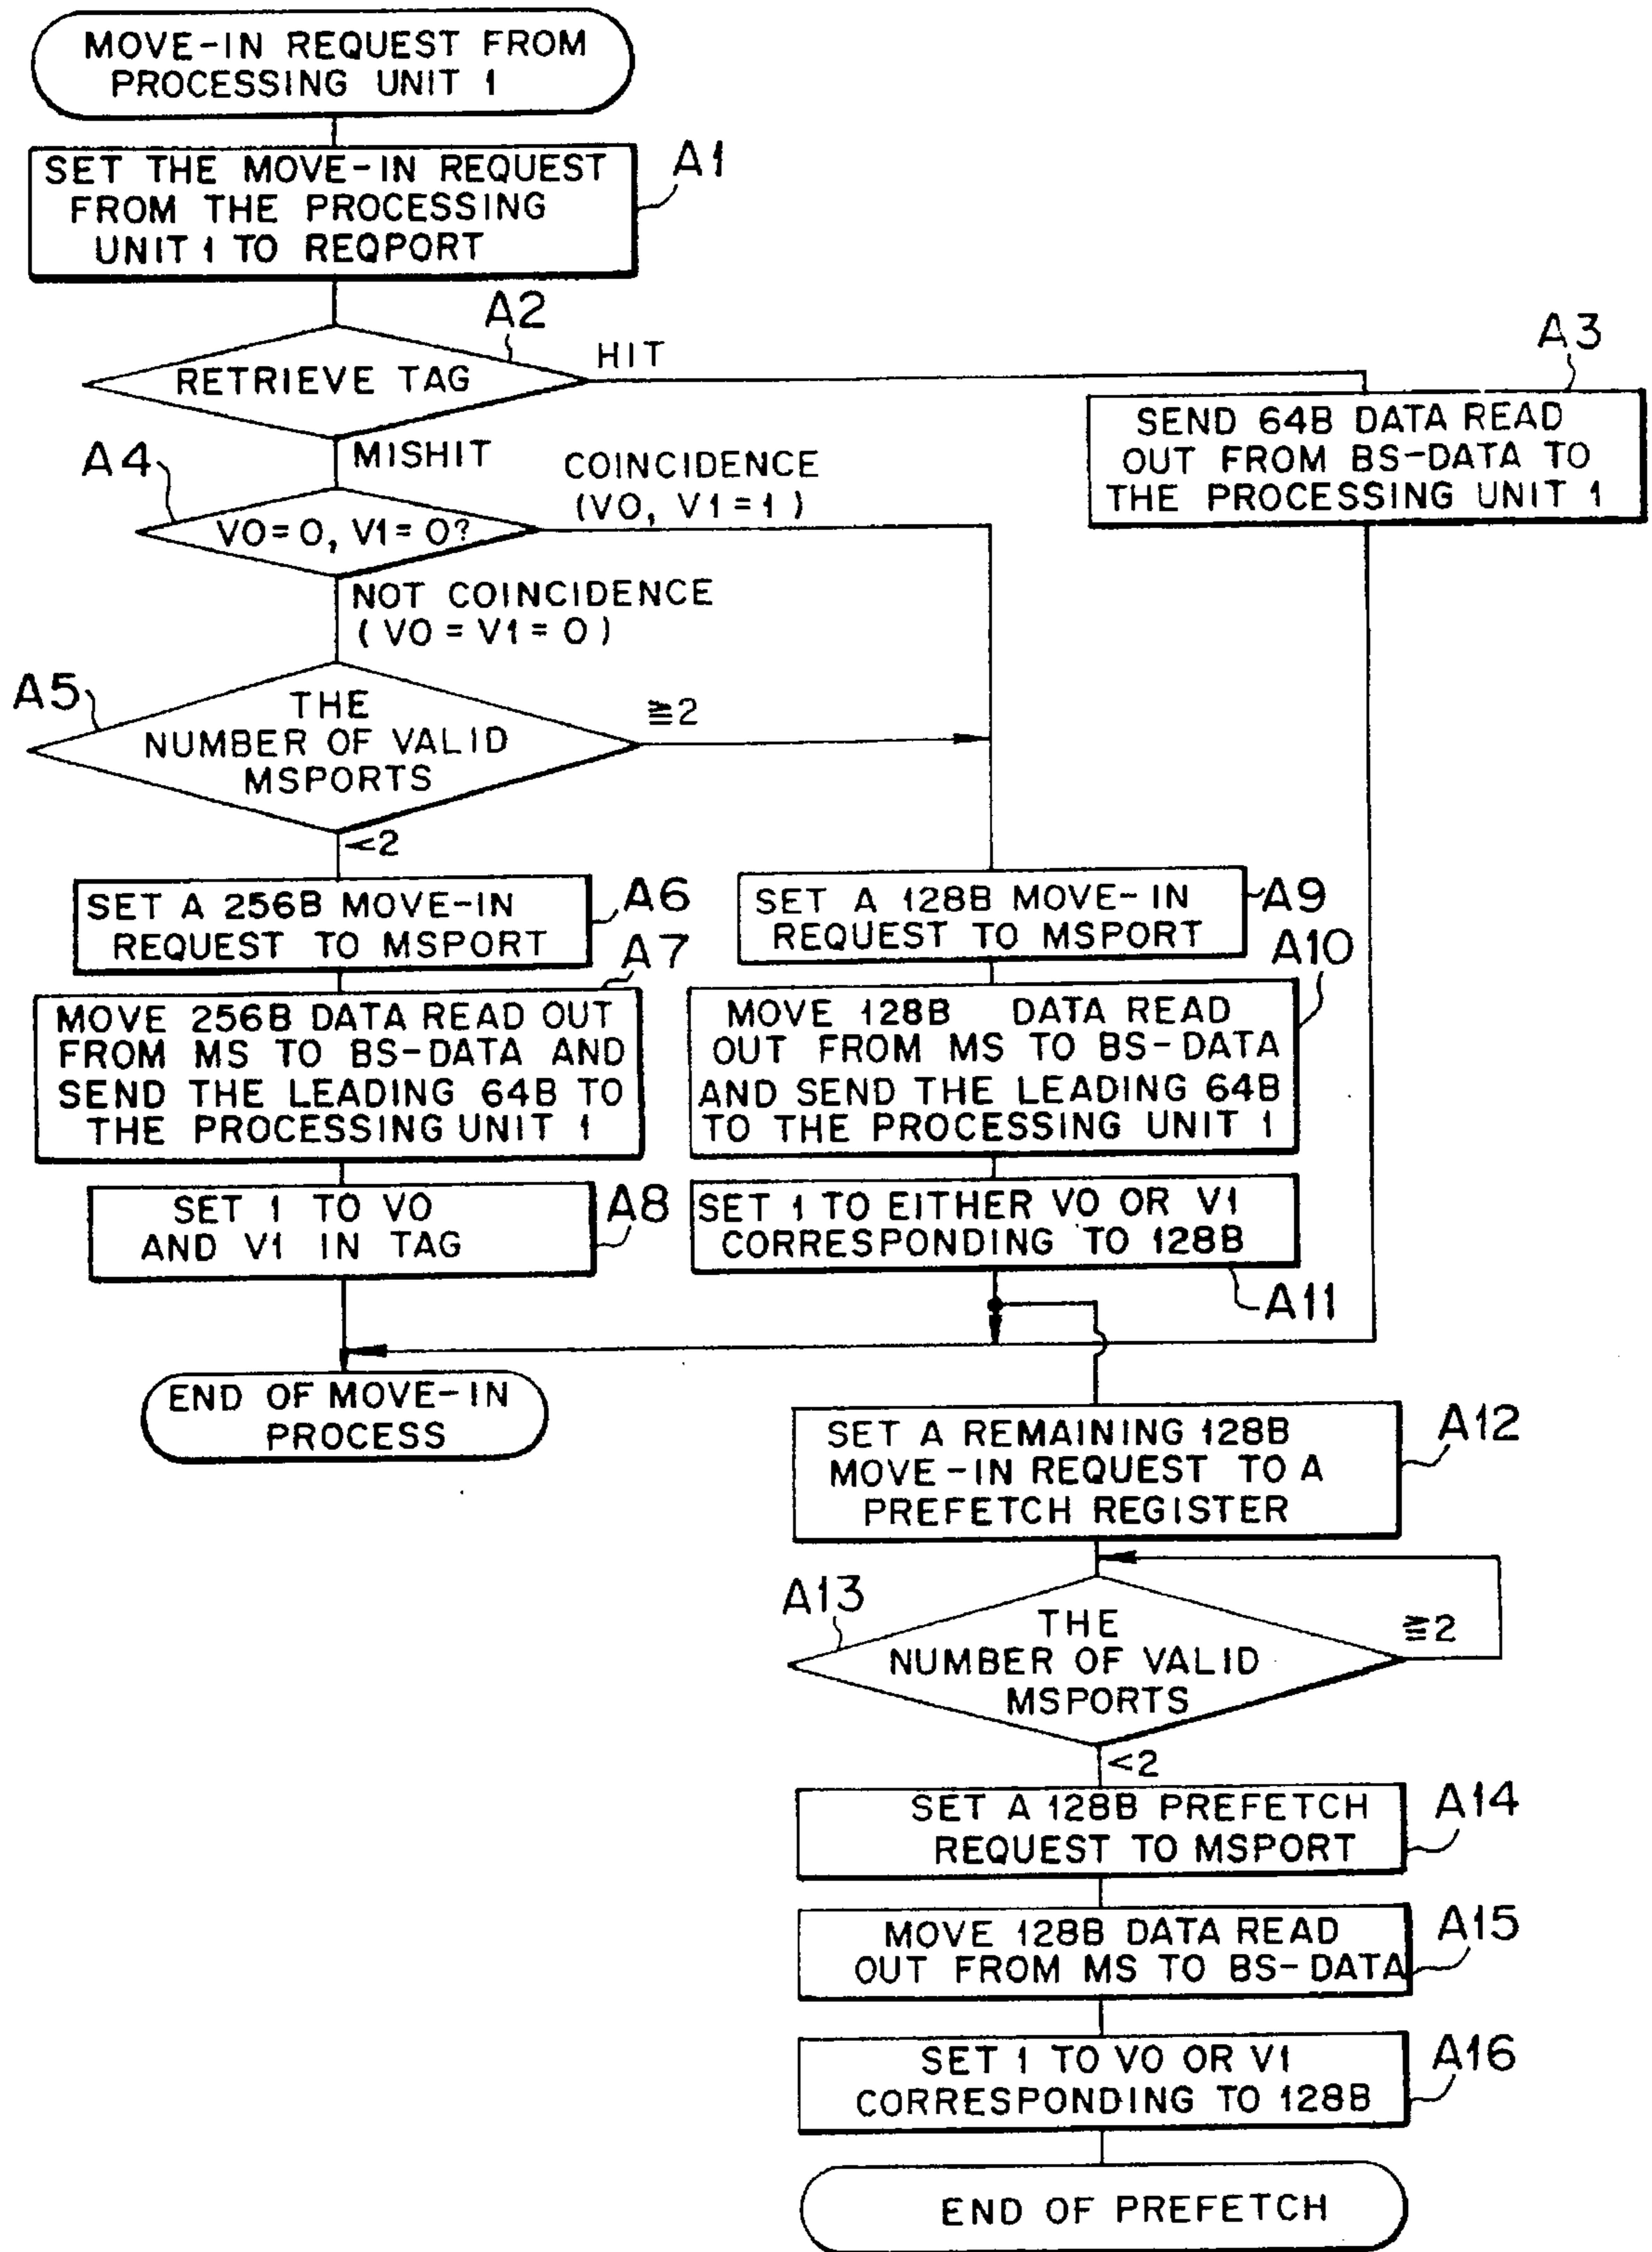 MOVE-IN REQUEST FROM
PROCESSING UNIT 1
SET THE MOVE-IN REQUEST
FROM THE PROCESSING
UNIT 1 TO REQPORT
A1
A2
RETRIEVE TAG
HIT
A3
SEND 64B DATA READ
OUT FROM BS-DATA TO
THE PROCESSING UNIT 1
MISHIT
A4
V0=0, V1=0?
COINCIDENCE
(V0, V1=1)
NOT COINCIDENCE
(V0=V1=0)
A5
THE
NUMBER OF VALID
MSPORTS
≧2
<2
SET A 256B MOVE-IN
REQUEST TO MSPORT
A6
SET A 128B MOVE-IN
REQUEST TO MSPORT
A9
A7
MOVE 256B DATA READ OUT
FROM MS TO BS-DATA AND
SEND THE LEADING 64B TO
THE PROCESSING UNIT 1
A10
MOVE 128B DATA READ
OUT FROM MS TO BS-DATA
AND SEND THE LEADING 64B
TO THE PROCESSING UNIT 1
SET 1 TO V0
AND V1 IN TAG
A8
SET 1 TO EITHER V0 OR V1
CORRESPONDING TO 128B
A11
END OF MOVE-IN
PROCESS
SET A REMAINING 128B
MOVE-IN REQUEST TO A
PREFETCH REGISTER
A12
A13
THE
NUMBER OF VALID
MSPORTS
≧2
<2
SET A 128B PREFETCH
REQUEST TO MSPORT
A14
MOVE 128B DATA READ
OUT FROM MS TO BS-DATA
A15
SET 1 TO V0 OR V1
CORRESPONDING TO 128B
A16
END OF PREFETCH